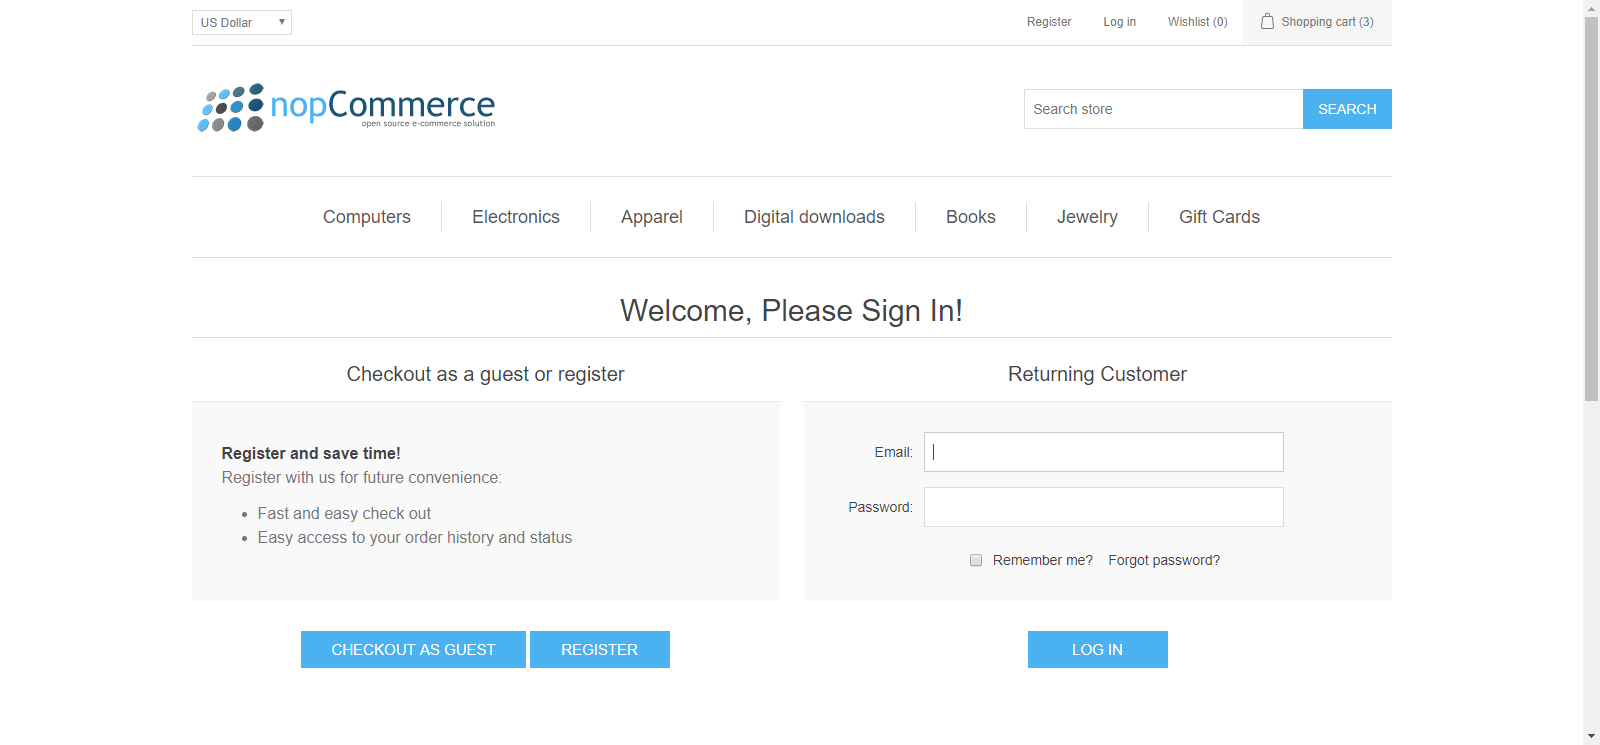 US Dollar
Register
Log in
Wishlist (0)
Shopping cart (3)
nopCommerce
open source e-commerce solution
Search store
SEARCH
Computers
Electronics
Apparel
Digital downloads
Books
Jewelry
Gift Cards
Welcome, Please Sign In!
Checkout as a guest or register
Register and save time!
Register with us for future convenience:
Fast and easy check out
Easy access to your order history and status
CHECKOUT AS GUEST
REGISTER
Returning Customer
Email:
Password:
Remember me?
Forgot password?
LOG IN